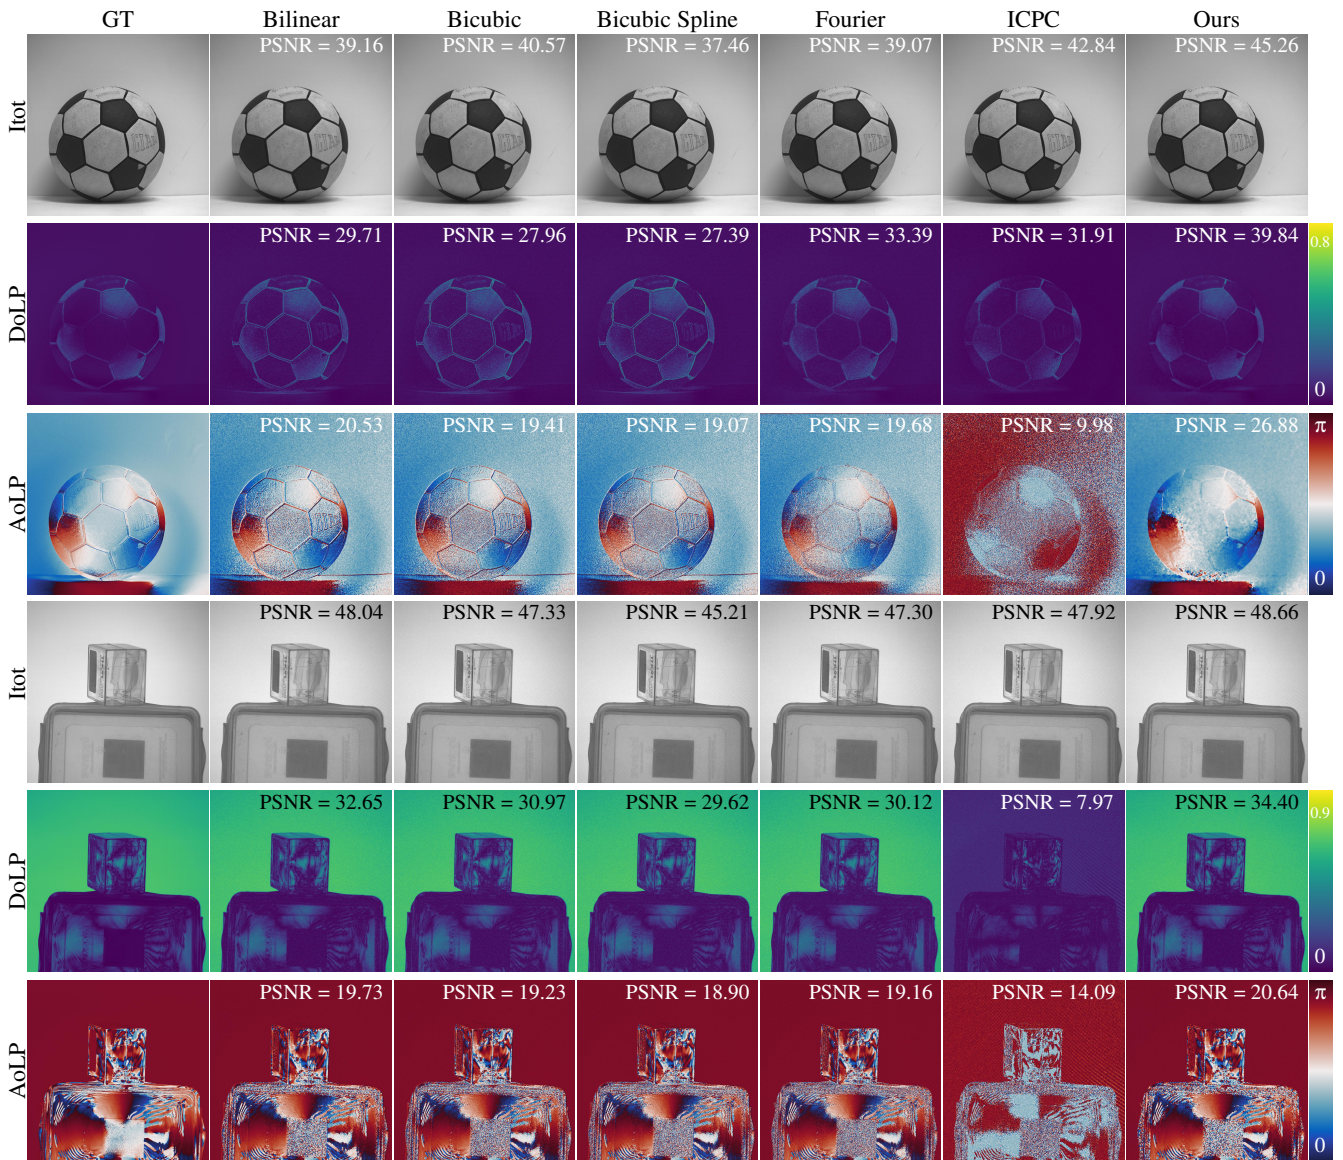 GT Bilinear Bicubic Bicubic Spline Fourier ICPC Ours
Itot
PSNR = 39.16 PSNR = 40.57 PSNR = 37.46 PSNR = 39.07 PSNR = 42.84 PSNR = 45.26
DoLP
PSNR = 29.71 PSNR = 27.96 PSNR = 27.39 PSNR = 33.39 PSNR = 31.91 PSNR = 39.84
0.8
0
AoLP
PSNR = 20.53 PSNR = 19.41 PSNR = 19.07 PSNR = 19.68 PSNR = 9.98 PSNR = 26.88
π
0
Itot
PSNR = 48.04 PSNR = 47.33 PSNR = 45.21 PSNR = 47.30 PSNR = 47.92 PSNR = 48.66
DoLP
PSNR = 32.65 PSNR = 30.97 PSNR = 29.62 PSNR = 30.12 PSNR = 7.97 PSNR = 34.40
0.9
0
AoLP
PSNR = 19.73 PSNR = 19.23 PSNR = 18.90 PSNR = 19.16 PSNR = 14.09 PSNR = 20.64
π
0